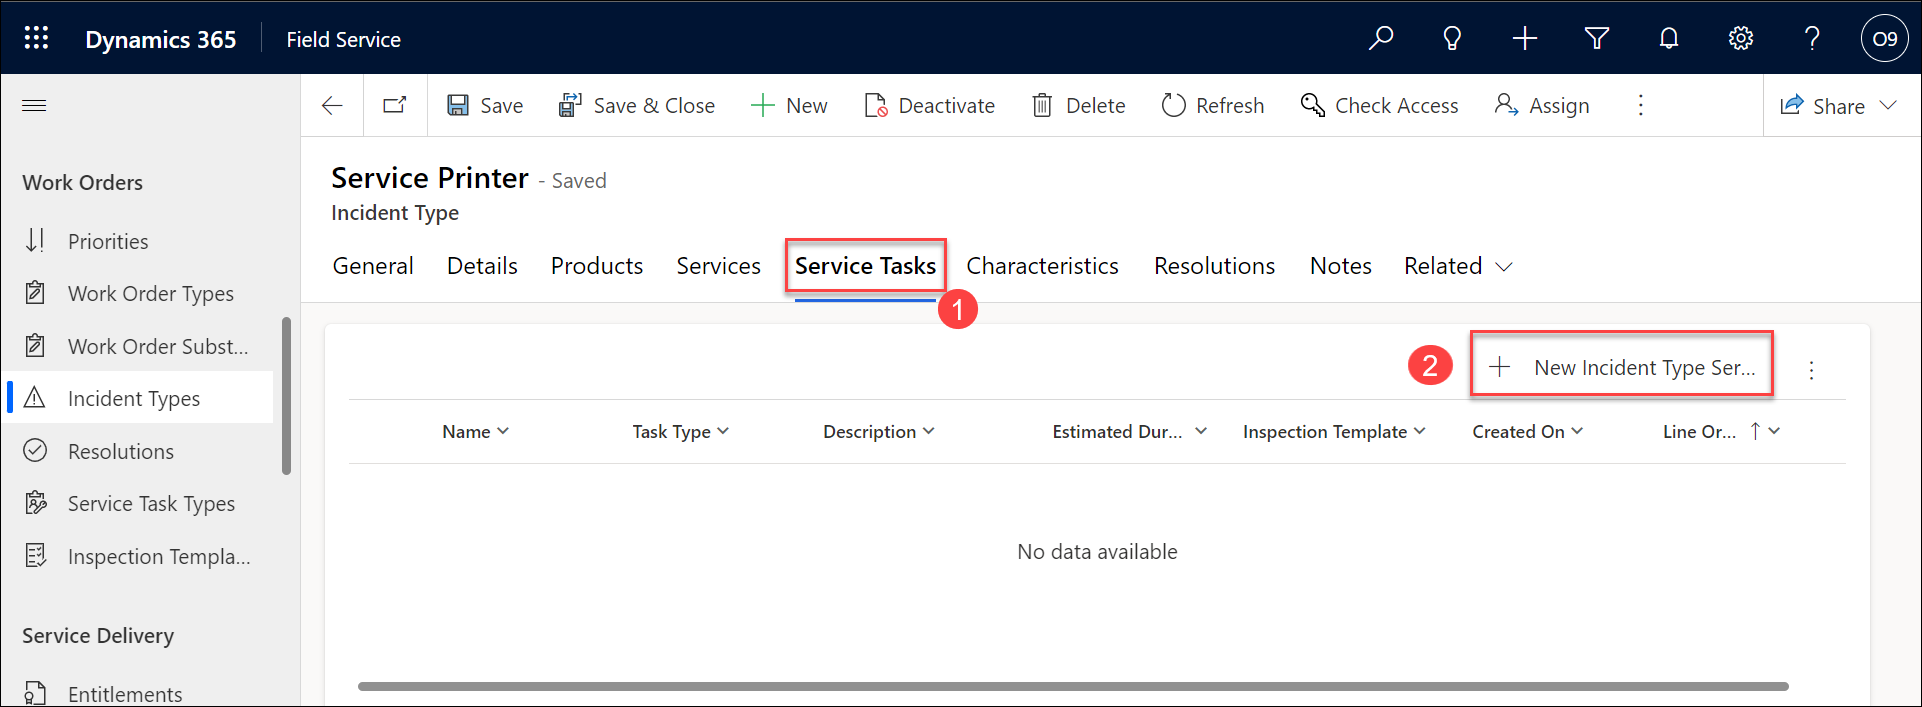 Dynamics 365 Field Service O9
Save Save & Close New Deactivate Delete Refresh Check Access Assign Share
Work Orders
Priorities
Work Order Types
Work Order Subst...
Incident Types
Resolutions
Service Task Types
Inspection Templa...
Service Delivery
Entitlements
Service Printer - Saved
Incident Type
General Details Products Services Service Tasks Characteristics Resolutions Notes Related
1
2 New Incident Type Ser...
Name Task Type Description Estimated Dur... Inspection Template Created On Line Or...
No data available